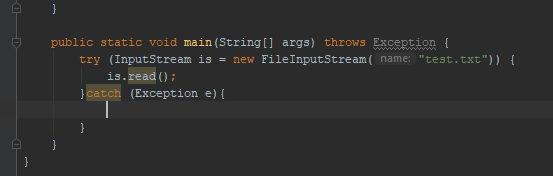 }
public static void main(String[] args) throws Exception {
try (InputStream is = new FileInputStream( name: "test.txt")) {
is.read();
}catch (Exception e){
}
}
}